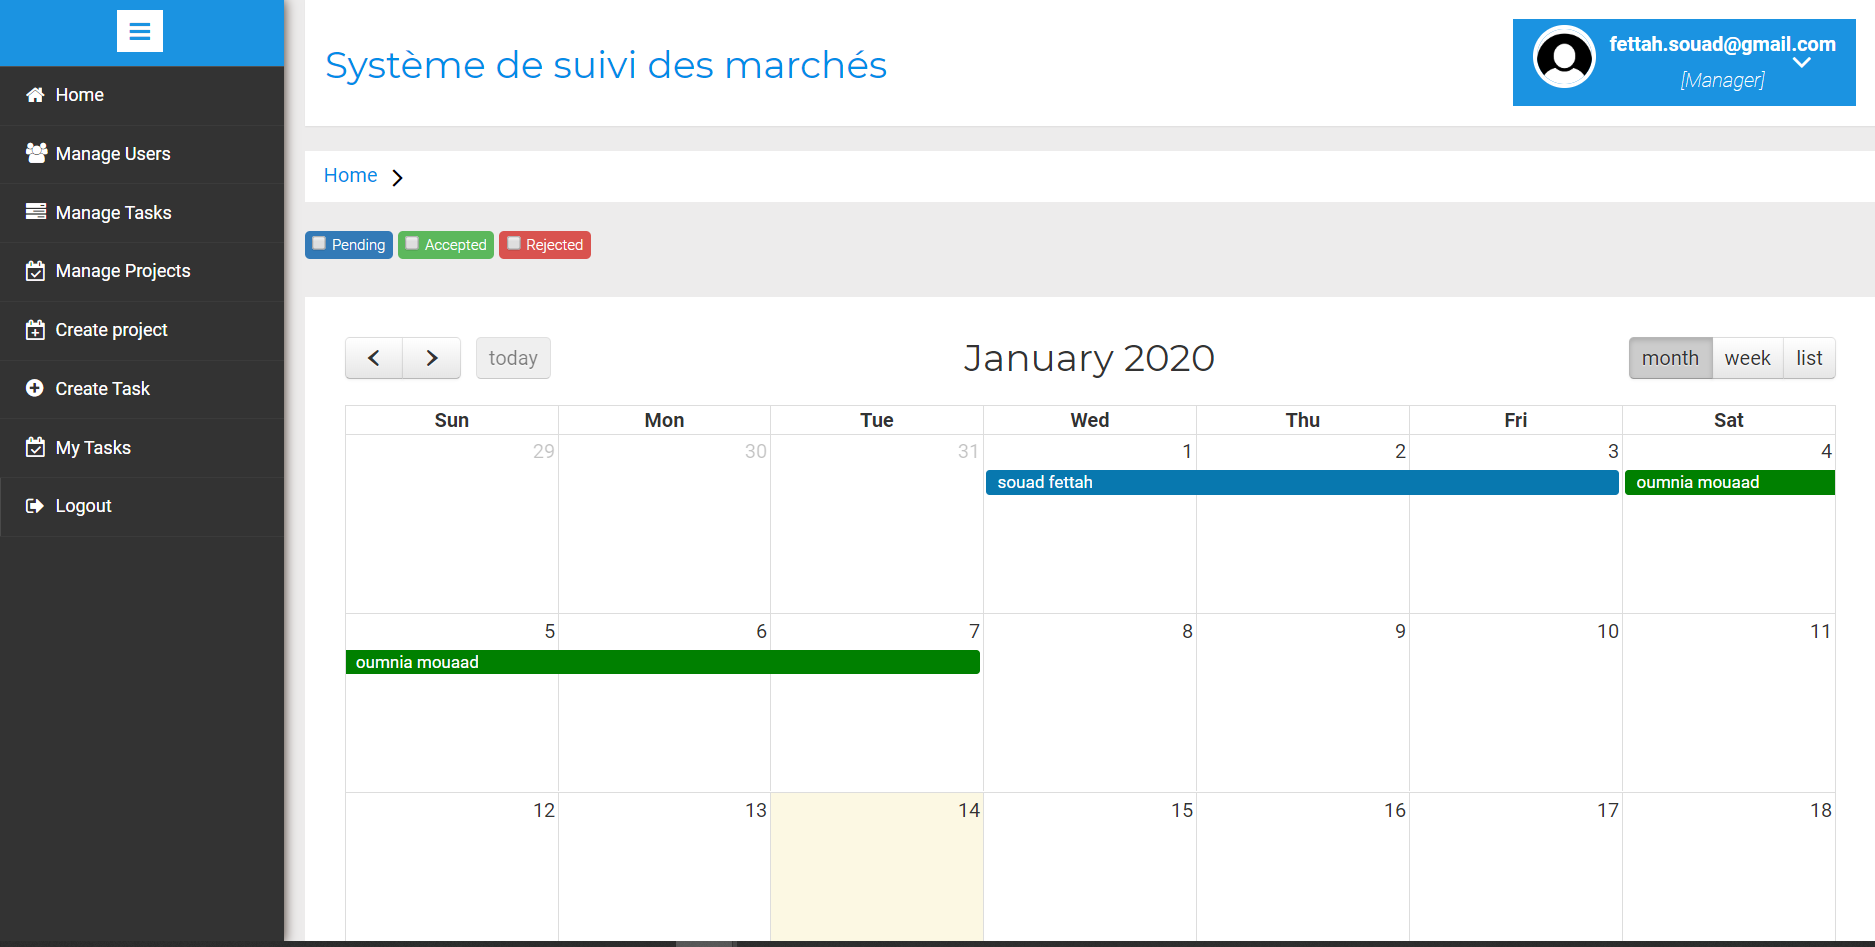 Système de suivi des marchés
fettah.souad@gmail.com
[Manager]
Home
Manage Users
Manage Tasks
Manage Projects
Create project
Create Task
My Tasks
Logout
Home
Pending Accepted Rejected
today
January 2020
month week list
Sun Mon Tue Wed Thu Fri Sat
29 30 31 1 2 3 4
souad fettah oumnia mouaad
5 6 7 8 9 10 11
oumnia mouaad
12 13 14 15 16 17 18